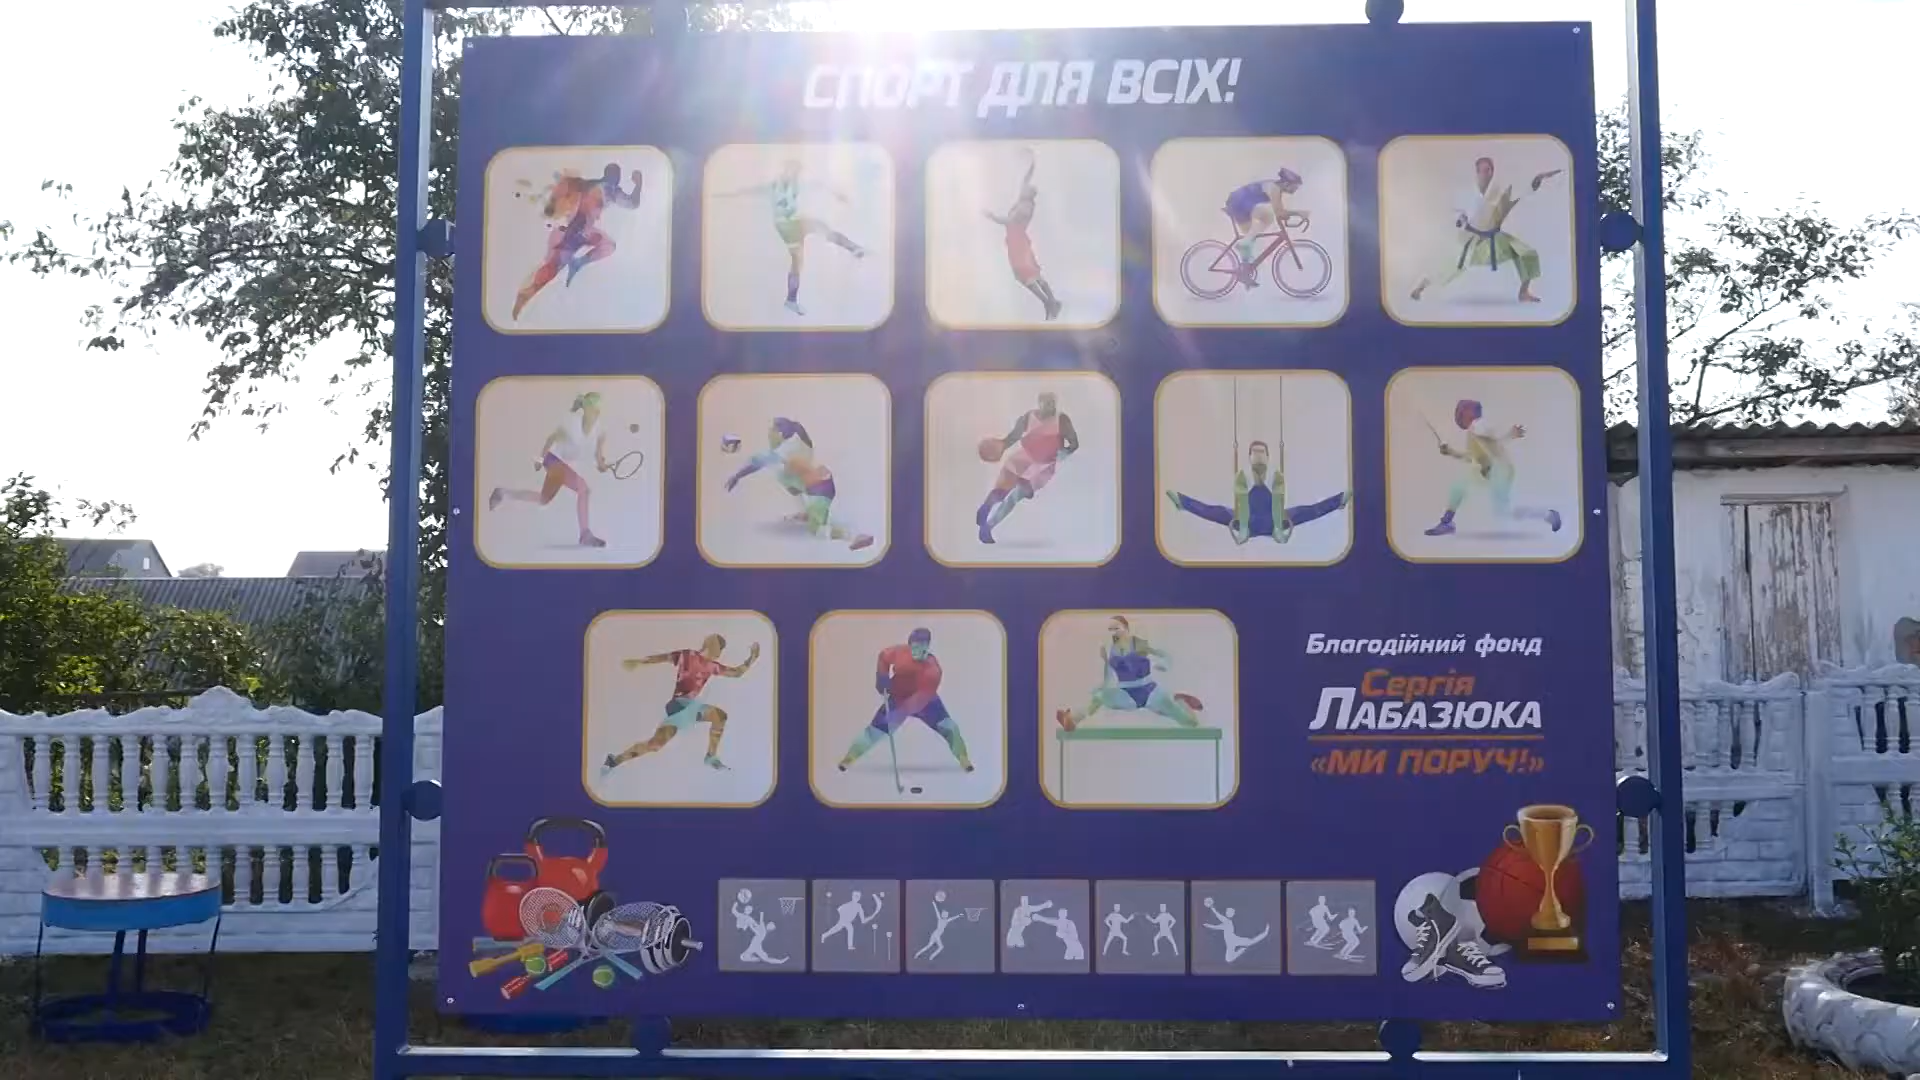 СПОРТ ДЛЯ ВСІХ!
Благодійний фонд
Сергія
ЛАБАЗЮКА
«МИ ПОРУЧ!»